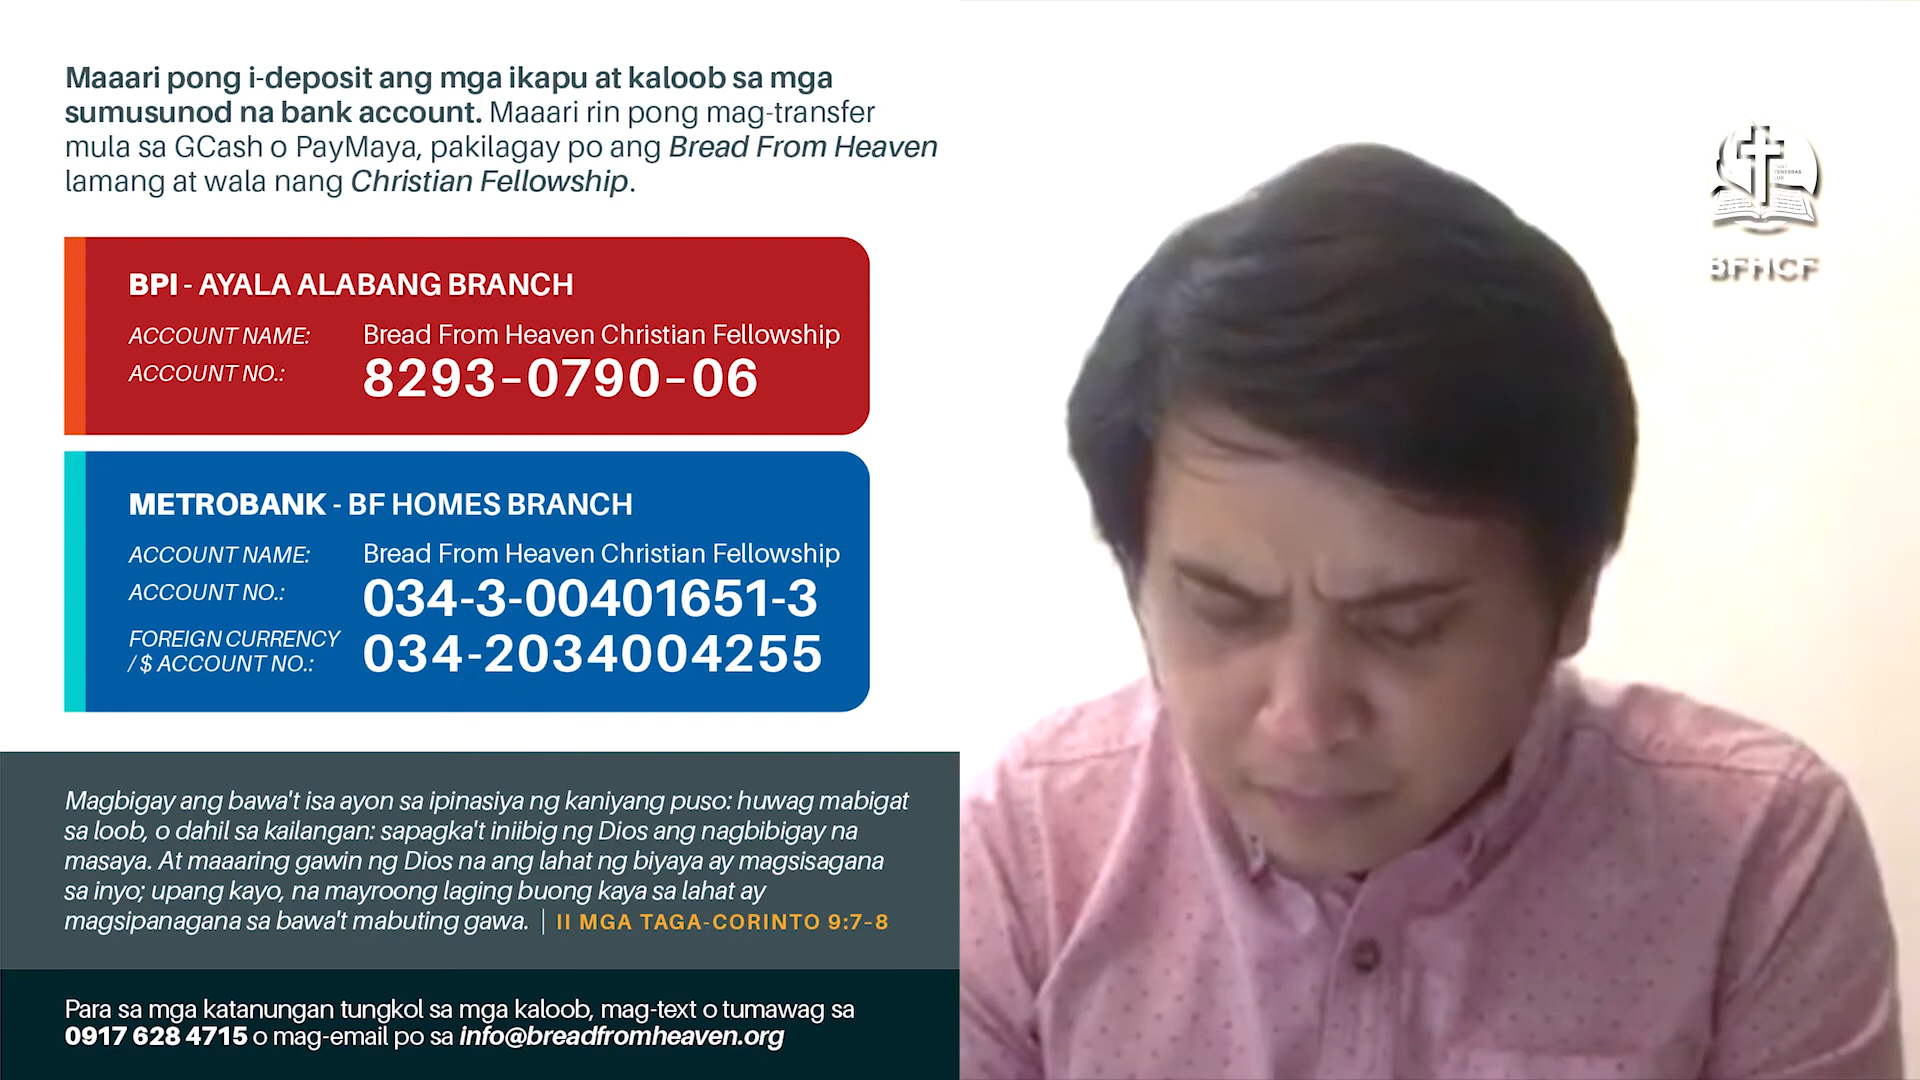 Maaari pong i-deposit ang mga ikapu at kaloob sa mga
sumusunod na bank account. Maaari rin pong mag-transfer
mula sa GCash o PayMaya, pakilagay po ang Bread From Heaven
lamang at wala nang Christian Fellowship.
BPI - AYALA ALABANG BRANCH
ACCOUNT NAME: Bread From Heaven Christian Fellowship
ACCOUNT NO.: 8293-0790-06
METROBANK - BF HOMES BRANCH
ACCOUNT NAME: Bread From Heaven Christian Fellowship
ACCOUNT NO.: 034-3-00401651-3
FOREIGN CURRENCY
/ $ ACCOUNT NO.: 034-2034004255
Magbigay ang bawa't isa ayon sa ipinasiya ng kaniyang puso: huwag mabigat
sa loob, o dahil sa kailangan: sapagka't iniibig ng Dios ang nagbibigay na
masaya. At maaaring gawin ng Dios na ang lahat ng biyaya ay magsisagana
sa inyo; upang kayo, na mayroong laging buong kaya sa lahat ay
magsipanagana sa bawa't mabuting gawa. | II MGA TAGA-CORINTO 9:7-8
Para sa mga katanungan tungkol sa mga kaloob, mag-text o tumawag sa
0917 628 4715 o mag-email po sa info@breadfromheaven.org
TENEBRAS
LUX
BFHCF